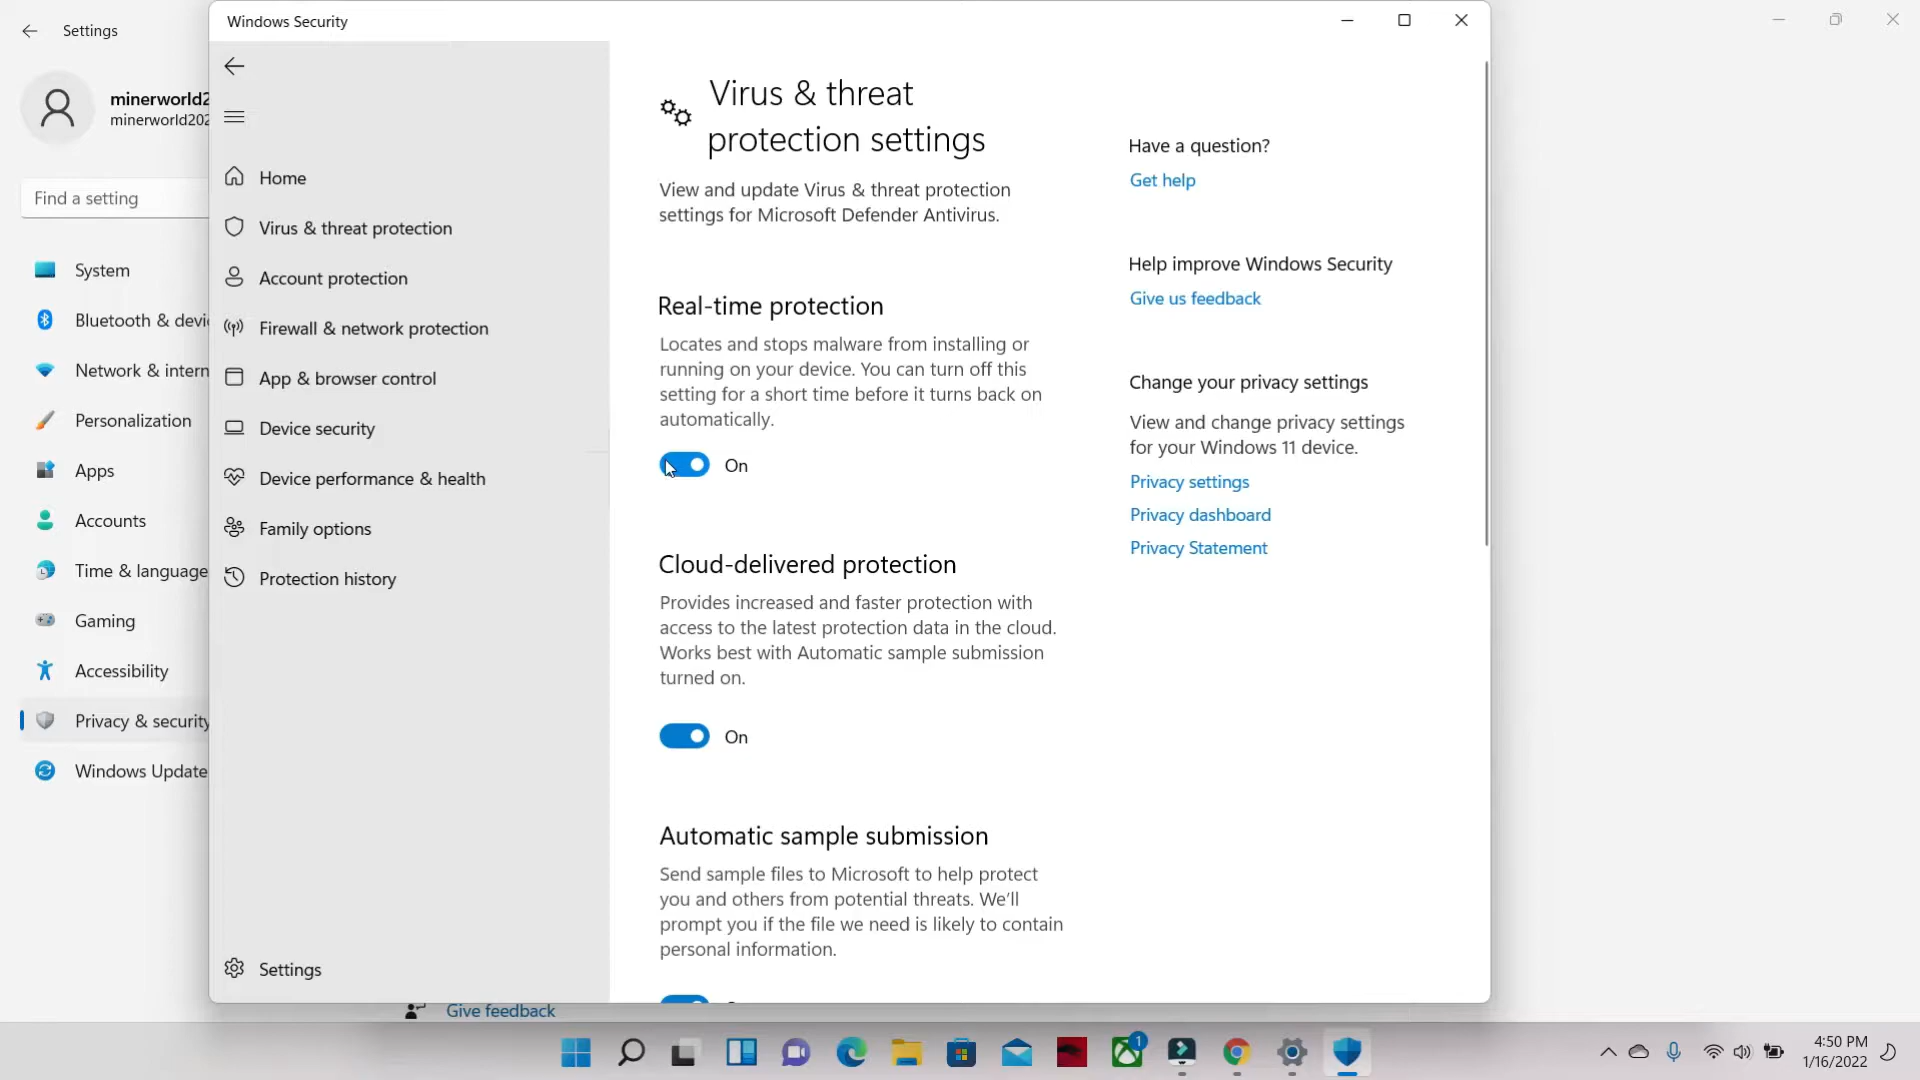 Settings
minerworld2
minerworld202
Find a setting
System
Bluetooth & devi
Network & intern
Personalization
Apps
Accounts
Time & language
Gaming
Accessibility
Privacy & security
Windows Update
Windows Security
Home
Virus & threat protection
Account protection
Firewall & network protection
App & browser control
Device security
Device performance & health
Family options
Protection history
Settings
Virus & threat
protection settings
View and update Virus & threat protection
settings for Microsoft Defender Antivirus.
Real-time protection
Locates and stops malware from installing or
running on your device. You can turn off this
setting for a short time before it turns back on
automatically.
On
Cloud-delivered protection
Provides increased and faster protection with
access to the latest protection data in the cloud.
Works best with Automatic sample submission
turned on.
On
Automatic sample submission
Send sample files to Microsoft to help protect
you and others from potential threats. We'll
prompt you if the file we need is likely to contain
personal information.
Have a question?
Get help
Help improve Windows Security
Give us feedback
Change your privacy settings
View and change privacy settings
for your Windows 11 device.
Privacy settings
Privacy dashboard
Privacy Statement
Give feedback
1
4:50 PM
1/16/2022